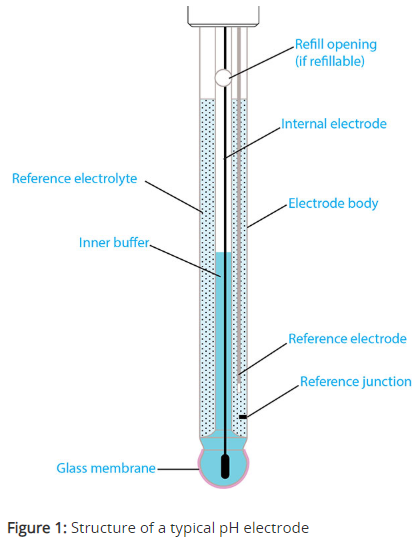 Refill opening
(if refillable)
Internal electrode
Reference electrolyte
Electrode body
Inner buffer
Reference electrode
Reference junction
Glass membrane
Figure 1: Structure of a typical pH electrode